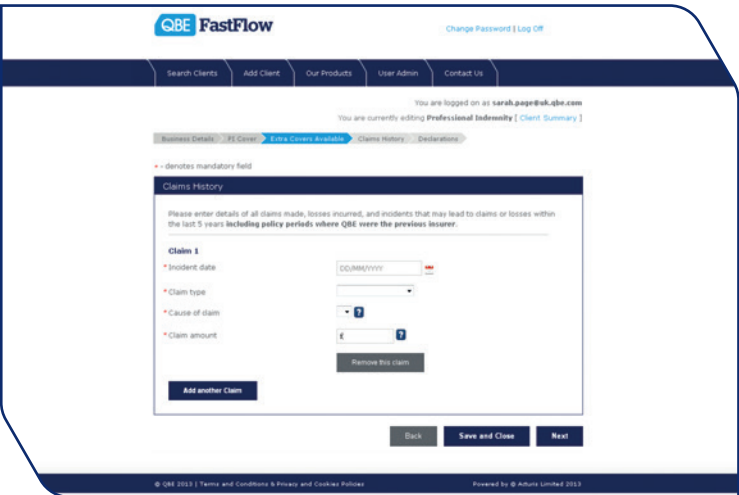 QBE FastFlow
Change Password | Log Off
Search Clients Add Client Our Products User Admin Contact Us
You are logged on as sarah.page@uk.qbe.com
You are currently editing Professional Indemnity [ Client Summary ]
Business Details PI Cover Extra Covers Available Claims History Declarations
* - denotes mandatory field
Claims History
Please enter details of all claims made, losses incurred, and incidents that may lead to claims or losses within
the last 5 years including policy periods where QBE were the previous insurer.
Claim 1
* Incident date DD/MM/YYYY
* Claim type
* Cause of claim ?
* Claim amount £ ?
Remove this claim
Add another Claim
Back Save and Close Next
© QBE 2013 | Terms and Conditions & Privacy and Cookies Policies Powered by © Acturis Limited 2013